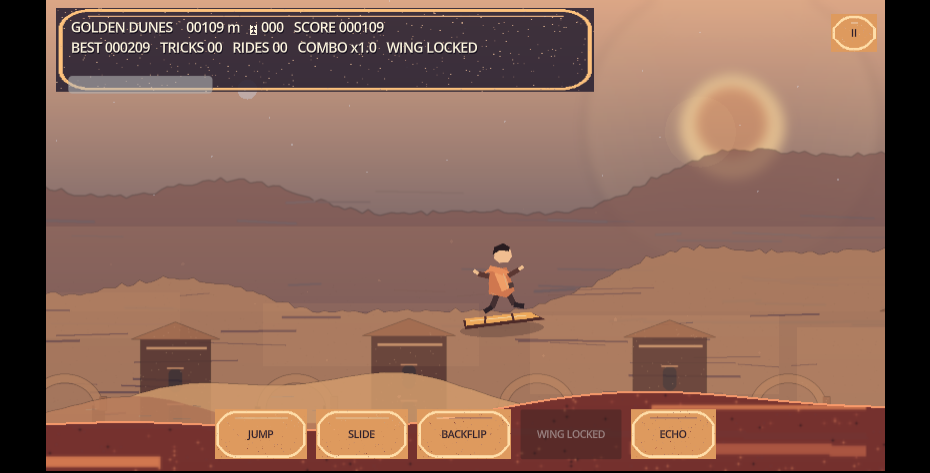 GOLDEN DUNES 00109 m 000 SCORE 000109
BEST 000209 TRICKS 00 RIDES 00 COMBO x1.0 WING LOCKED
II
JUMP
SLIDE
BACKFLIP
WING LOCKED
ECHO